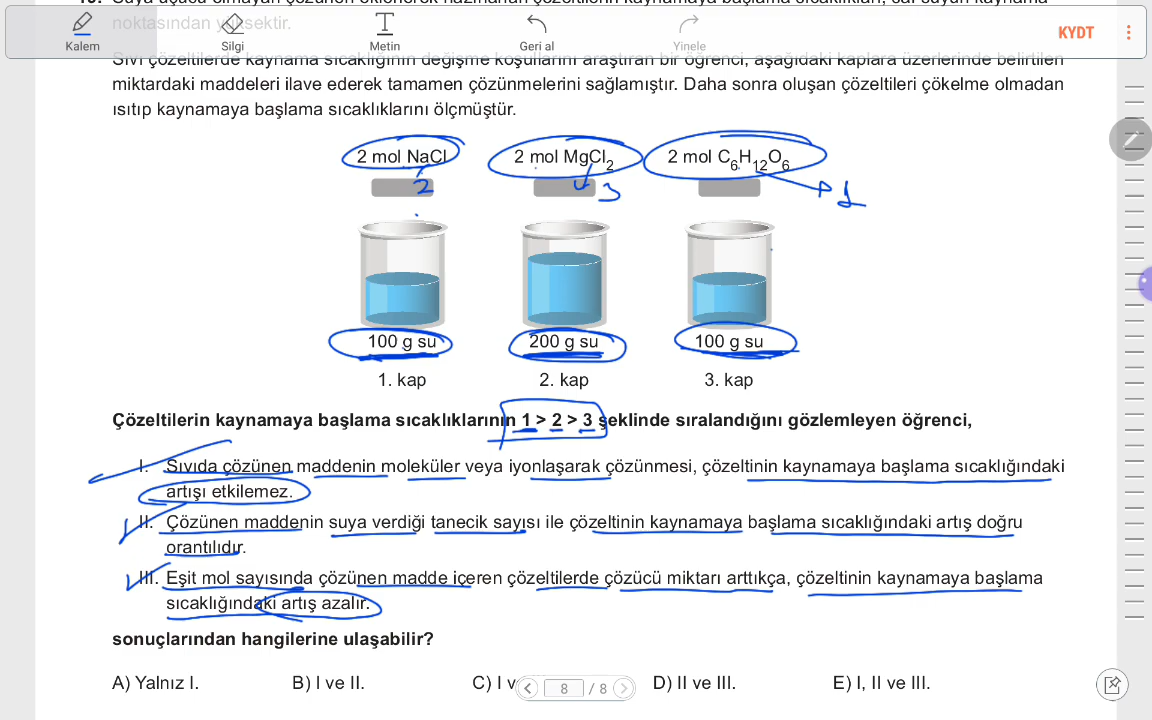 Kalem
Silgi
Metin
Geri al
Yinele
KYDT
noktasından yüksektir.
Sıvı çözeltilerde kaynama sıcaklığının değişme koşullarını araştıran bir öğrenci, aşağıdaki kaplara üzerlerinde belirtilen
miktardaki maddeleri ilave ederek tamamen çözünmelerini sağlamıştır. Daha sonra oluşan çözeltileri çökelme olmadan
ısıtıp kaynamaya başlama sıcaklıklarını ölçmüştür.
2 mol NaCl 2 mol MgCl2 2 mol C6H12O6
2 3 1
100 g su 200 g su 100 g su
1. kap 2. kap 3. kap
Çözeltilerin kaynamaya başlama sıcaklıklarının 1 > 2 > 3 şeklinde sıralandığını gözlemleyen öğrenci,
I. Sıvıda çözünen maddenin moleküler veya iyonlaşarak çözünmesi, çözeltinin kaynamaya başlama sıcaklığındaki
artışı etkilemez.
II. Çözünen maddenin suya verdiği tanecik sayısı ile çözeltinin kaynamaya başlama sıcaklığındaki artış doğru
orantılıdır.
III. Eşit mol sayısında çözünen madde içeren çözeltilerde çözücü miktarı arttıkça, çözeltinin kaynamaya başlama
sıcaklığındaki artış azalır.
sonuçlarından hangilerine ulaşabilir?
A) Yalnız I. B) I ve II. C) I v D) II ve III. E) I, II ve III.
8 / 8